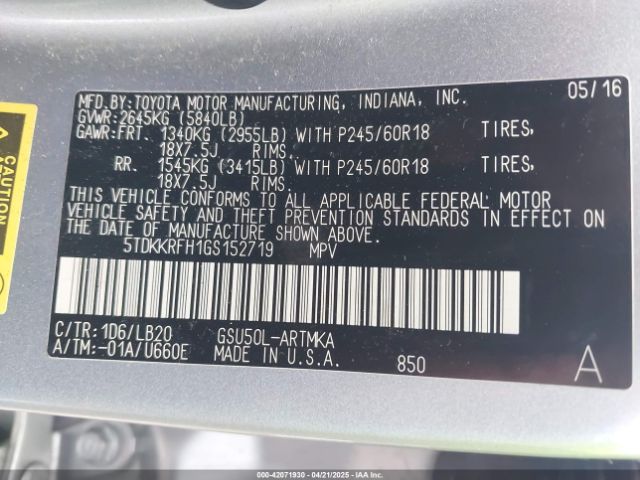 MFD.BY:TOYOTA MOTOR MANUFACTURING, INDIANA, INC. 05/16
GVWR:2645KG (5840LB)
GAWR:FRT. 1340KG (2955LB) WITH P245/60R18 TIRES,
18X7.5J RIMS.
RR. 1545KG (3415LB) WITH P245/60R18 TIRES,
18X7.5J RIMS.
THIS VEHICLE CONFORMS TO ALL APPLICABLE FEDERAL MOTOR
VEHICLE SAFETY AND THEFT PREVENTION STANDARDS IN EFFECT ON
THE DATE OF MANUFACTURE SHOWN ABOVE.
5TDKKRFH1GS152719 MPV
C/TR:1D6/LB20 GSU50L-ARTMKA
A/TM:-01A/U660E MADE IN U.S.A. 850 A
CAUTION
000-42071930 - 04/21/2025 - IAAI.COM - Copyright